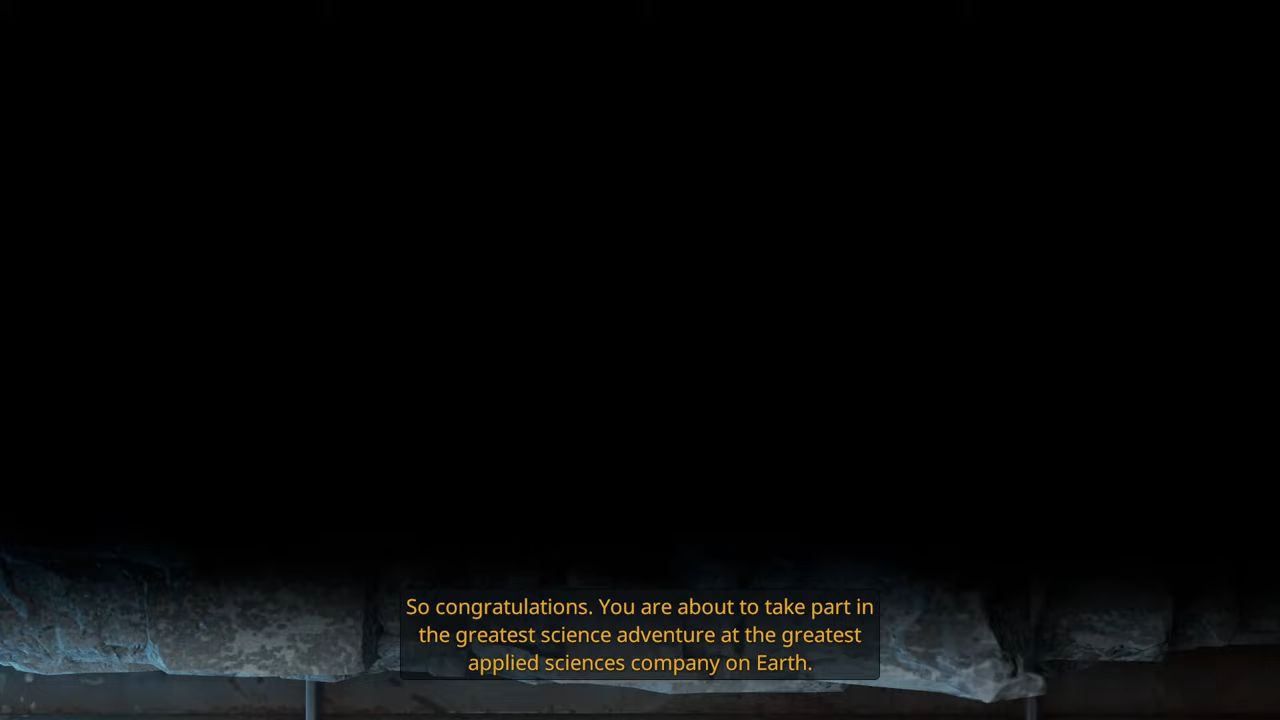 So congratulations. You are about to take part in
the greatest science adventure at the greatest
applied sciences company on Earth.